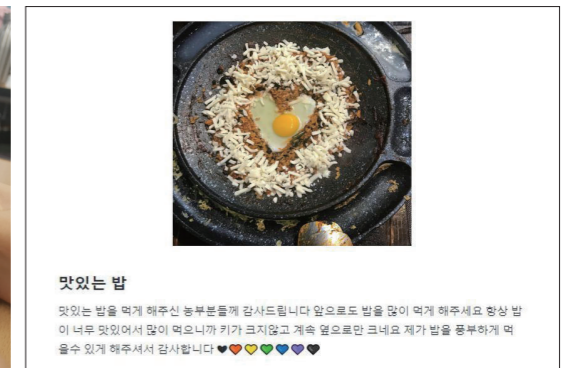 맛있는 밥
맛있는 밥을 먹게 해주신 농부분들께 감사드립니다 앞으로도 밥을 많이 먹게 해주세요 항상 밥
이 너무 맛있어서 많이 먹으니까 키가 크지않고 계속 옆으로만 크네요 제가 밥을 풍부하게 먹
을수 있게 해주셔서 감사합니다 🖤🧡💛💚💙💜🖤